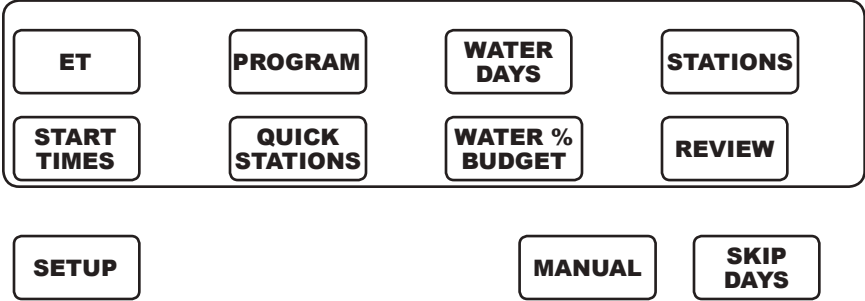 ET
PROGRAM
WATER
DAYS
STATIONS
START
TIMES
QUICK
STATIONS
WATER %
BUDGET
REVIEW
SETUP
MANUAL
SKIP
DAYS